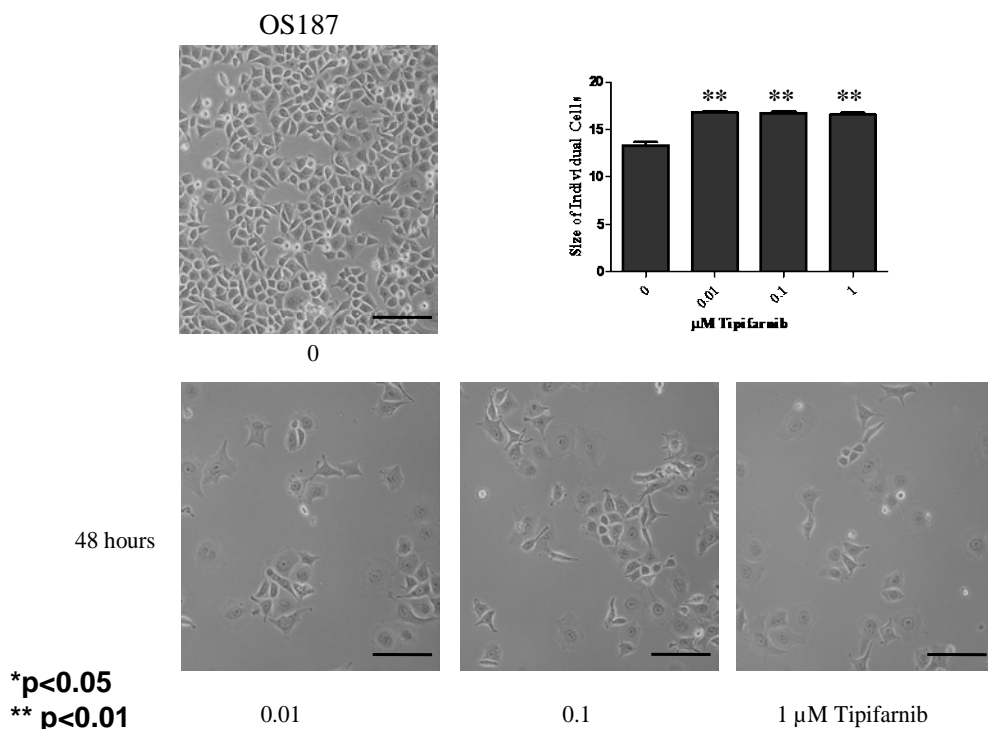 OS187
20
15
10
5
0
Size of Individual Cells
** ** **
0 0.01 0.1 1
μM Tipifarnib
0
48 hours
*p<0.05
** p<0.01
0.01 0.1 1 μM Tipifarnib